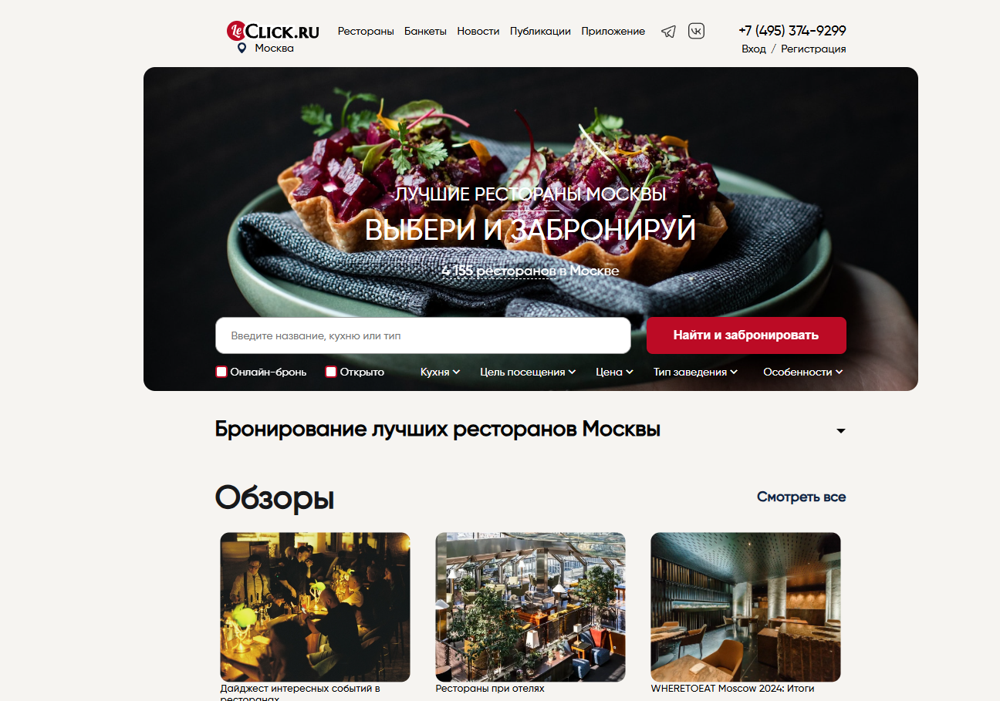 LeCLICK.RU
Рестораны Банкеты Новости Публикации Приложение
+7 (495) 374-9299
Москва
Вход / Регистрация
ЛУЧШИЕ РЕСТОРАНЫ МОСКВЫ
ВЫБЕРИ И ЗАБРОНИРУЙ
4 155 ресторанов в Москве
Введите название, кухню или тип
Найти и забронировать
Онлайн-бронь Открыто Кухня Цель посещения Цена Тип заведения Особенности
Бронирование лучших ресторанов Москвы
Обзоры
Смотреть все
Дайджест интересных событий в
ресторанах
Рестораны при отелях
WHERETOEAT Moscow 2024: Итоги